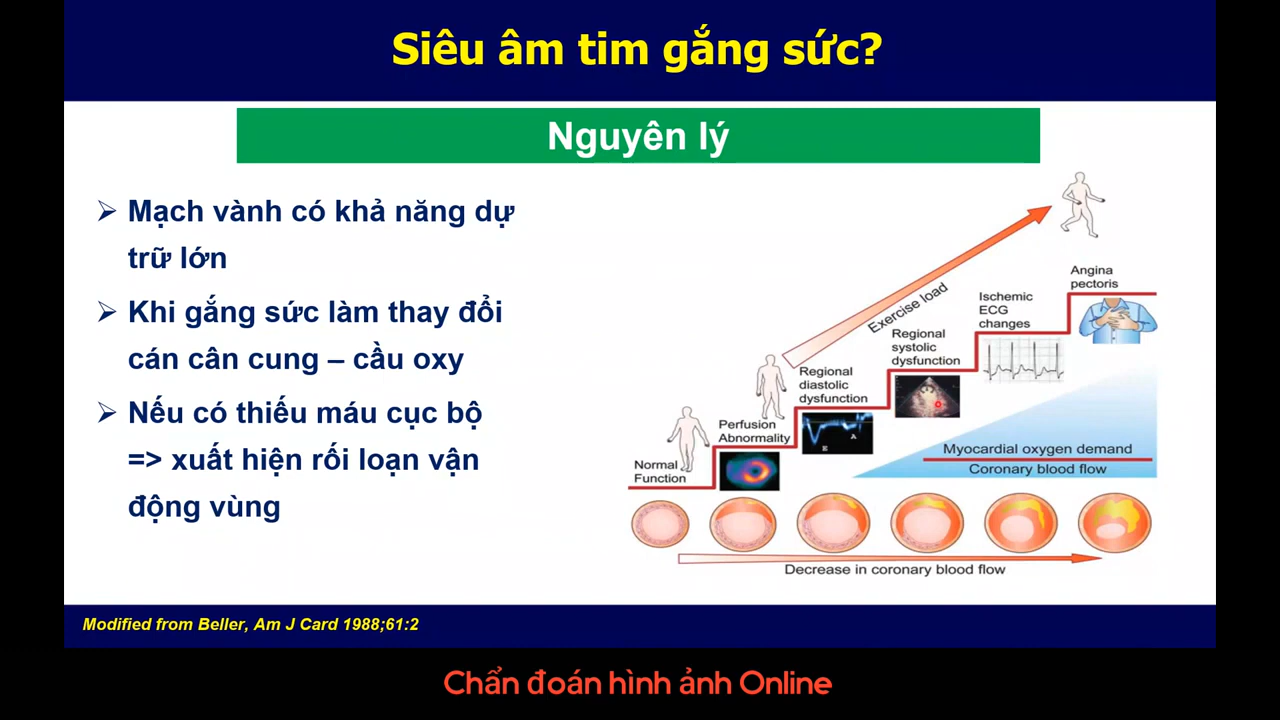 Siêu âm tim gắng sức?
Nguyên lý
➢ Mạch vành có khả năng dự
trữ lớn
➢ Khi gắng sức làm thay đổi
cán cân cung – cầu oxy
➢ Nếu có thiếu máu cục bộ
=> xuất hiện rối loạn vận
động vùng
Exercise load
Angina
pectoris
Ischemic
ECG
changes
Regional
systolic
dysfunction
Regional
diastolic
dysfunction
Perfusion
Abnormality
Normal
Function
E
A
Myocardial oxygen demand
Coronary blood flow
Decrease in coronary blood flow
Modified from Beller, Am J Card 1988;61:2
Chẩn đoán hình ảnh Online